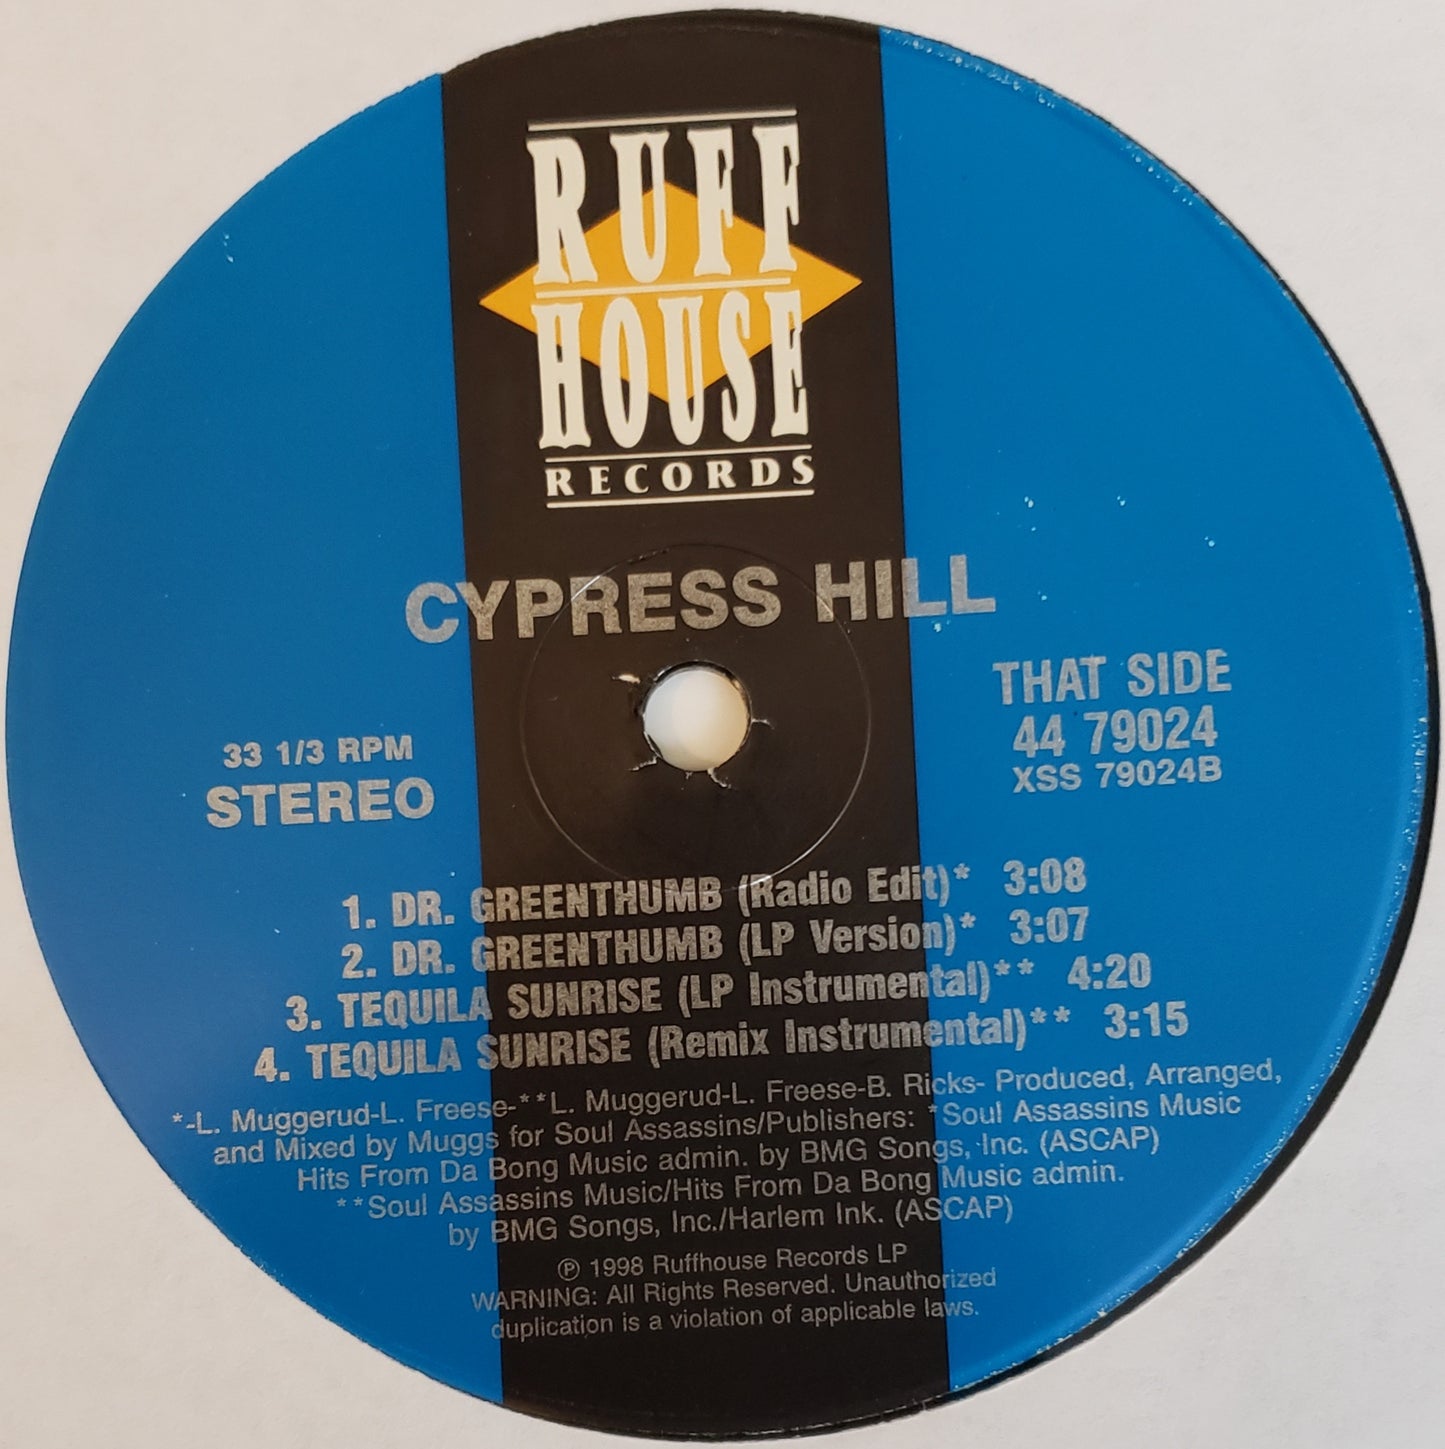 RUFF
HOUSE
RECORDS
CYPRESS HILL
THAT SIDE
44 79024
XSS 79024B
33 1/3 RPM
STEREO
1. DR. GREENTHUMB (Radio Edit)* 3:08
2. DR. GREENTHUMB (LP Version)* 3:07
3. TEQUILA SUNRISE (LP Instrumental)** 4:20
4. TEQUILA SUNRISE (Remix Instrumental)** 3:15
*-L. Muggerud-L. Freese-**L. Muggerud-L. Freese-B. Ricks- Produced, Arranged,
and Mixed by Muggs for Soul Assassins/Publishers: *Soul Assassins Music
Hits From Da Bong Music admin. by BMG Songs, Inc. (ASCAP)
**Soul Assassins Music/Hits From Da Bong Music admin.
by BMG Songs, Inc./Harlem Ink. (ASCAP)
℗ 1998 Ruffhouse Records LP
WARNING: All Rights Reserved. Unauthorized
duplication is a violation of applicable laws.